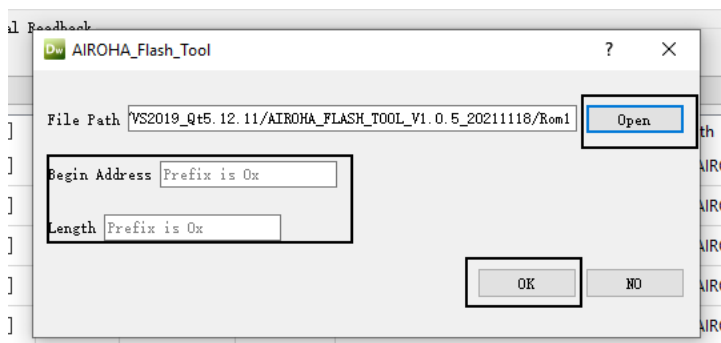 al Readback
Dw AIROHA_Flash_Tool ? ×
File Path /VS2019_Qt5.12.11/AIROHA_FLASH_TOOL_V1.0.5_20211118/Rom1 Open
th
Begin Address Prefix is 0x
AIR
Length Prefix is 0x
AIR
AIR
OK NO
AIR
AIR